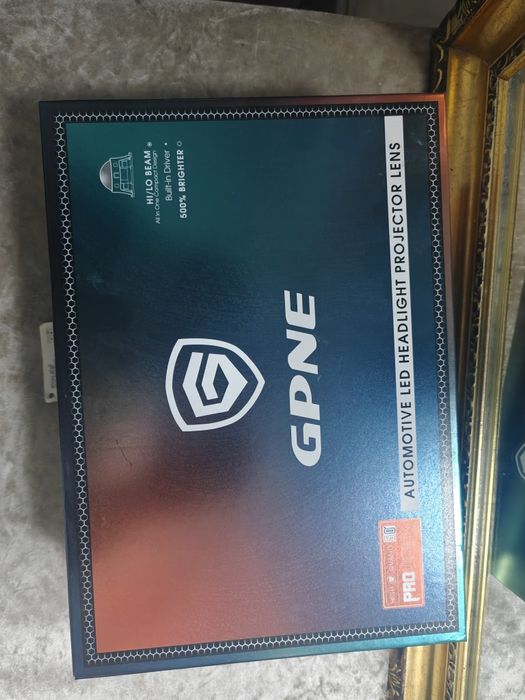 HI/LO BEAM
All In One Compact Design
Built-in Driver
500% BRIGHTER
GPNE
AUTOMOTIVE LED HEADLIGHT PROJECTOR LENS
PRO